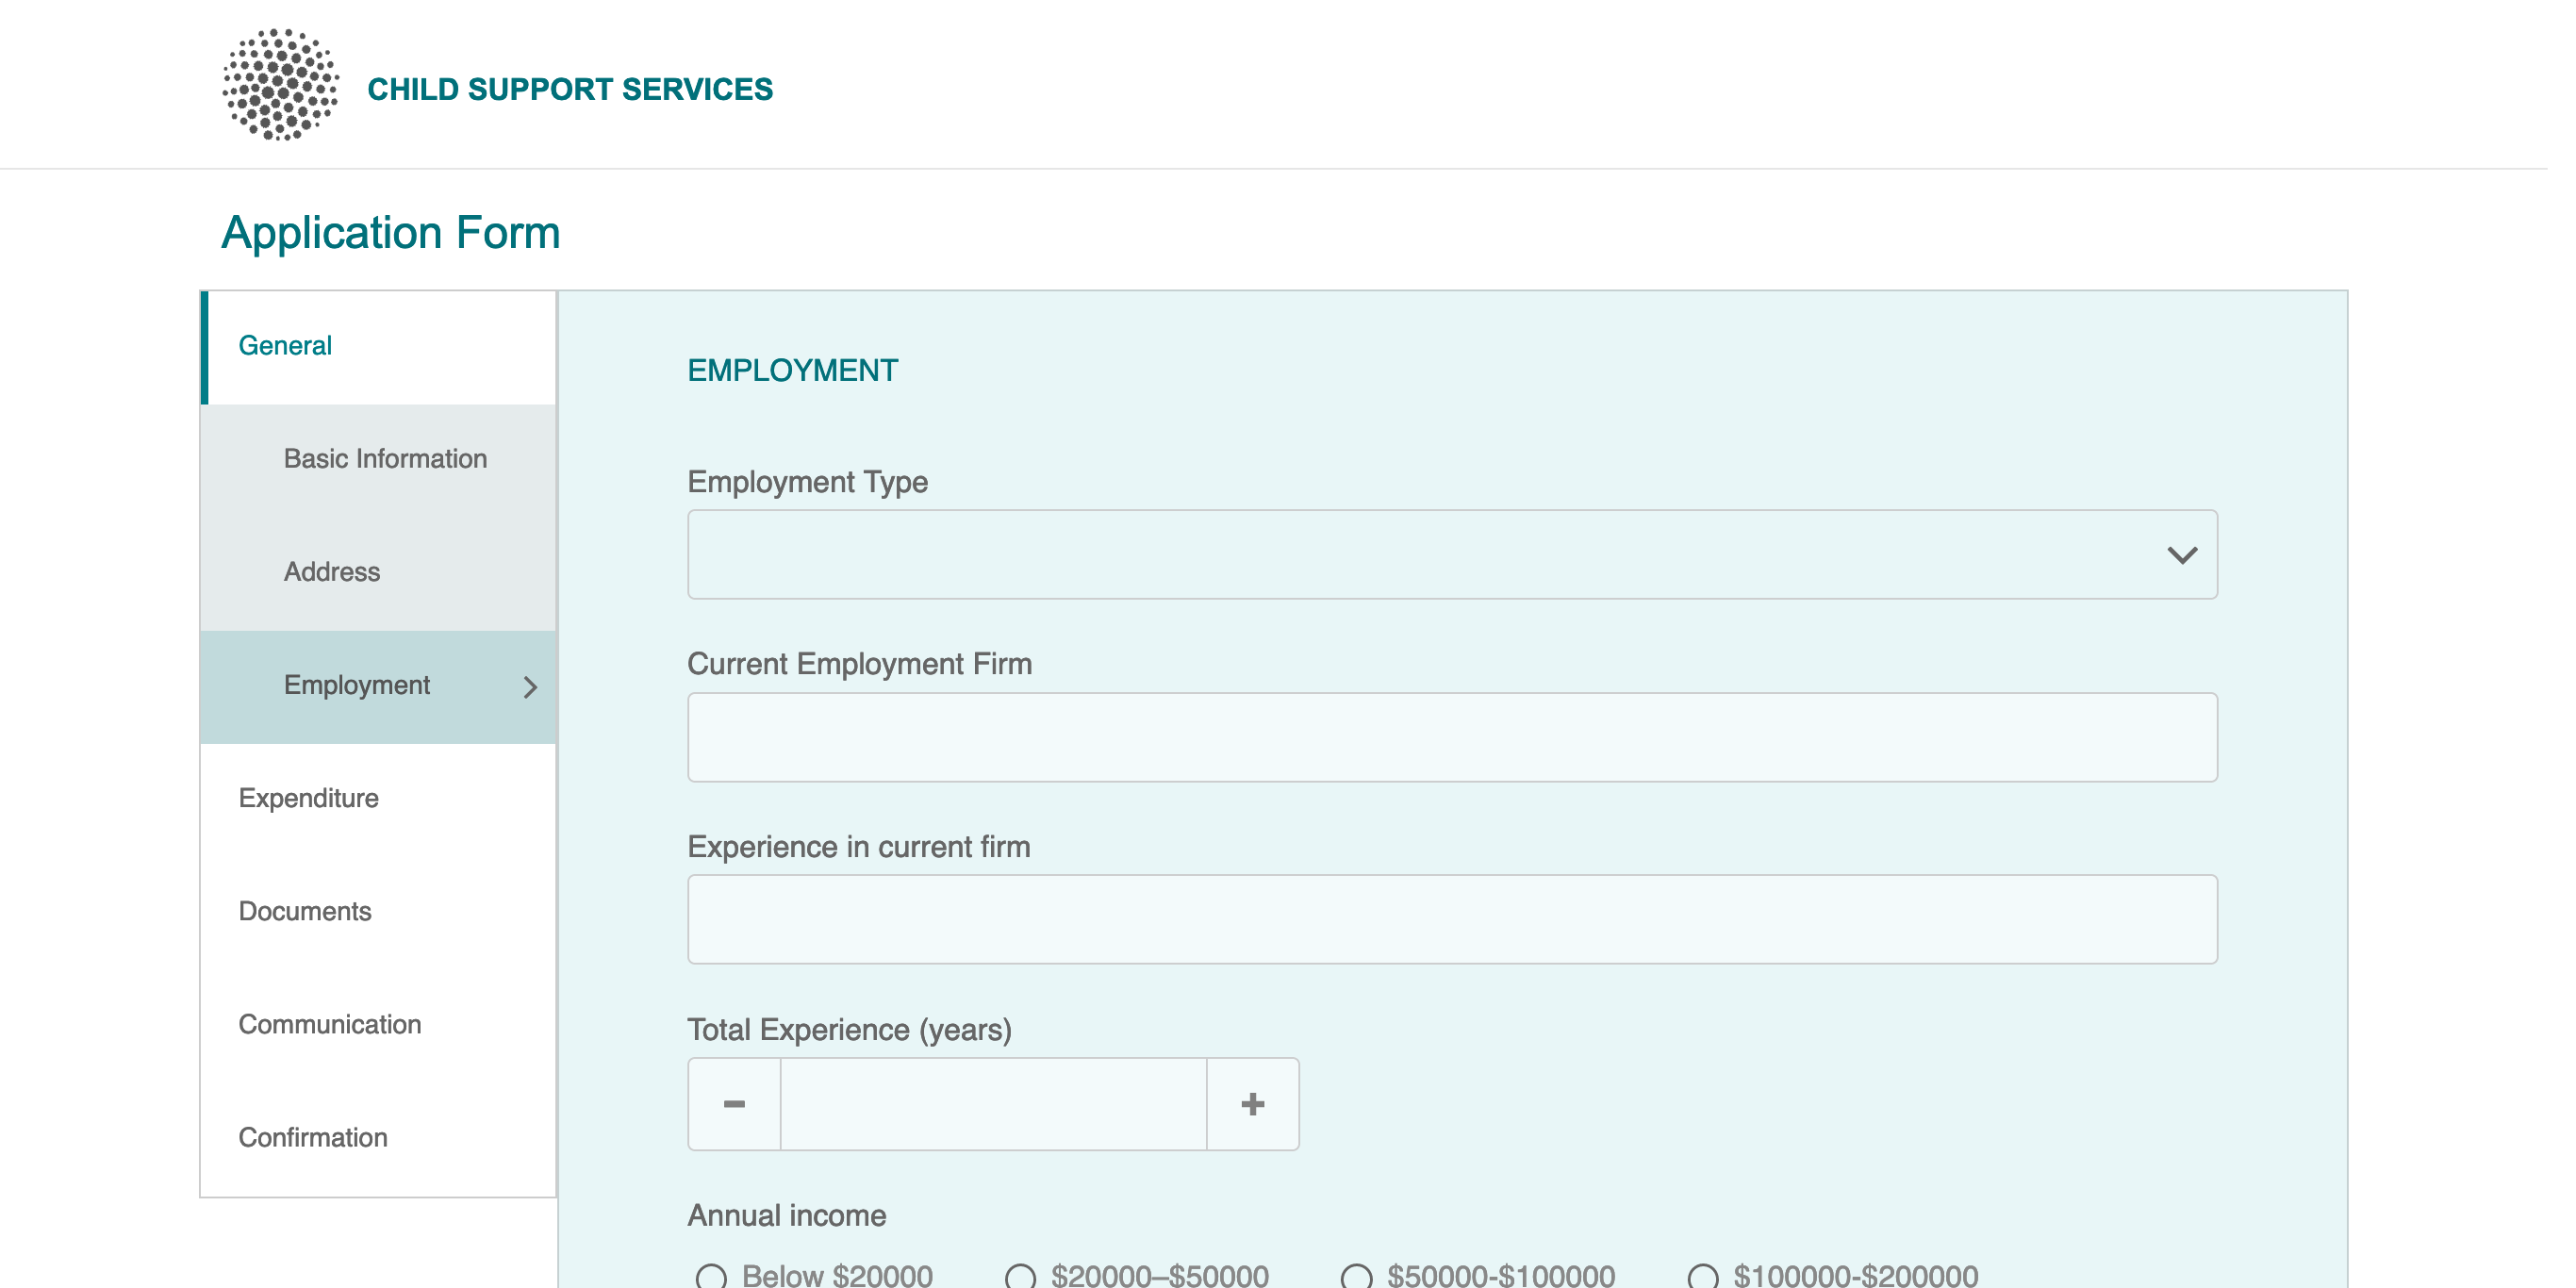 CHILD SUPPORT SERVICES
Application Form
General
Basic Information
Address
Employment
Expenditure
Documents
Communication
Confirmation
EMPLOYMENT
Employment Type
Current Employment Firm
Experience in current firm
Total Experience (years)
Annual income
Below $20000 $20000–$50000 $50000-$100000 $100000-$200000